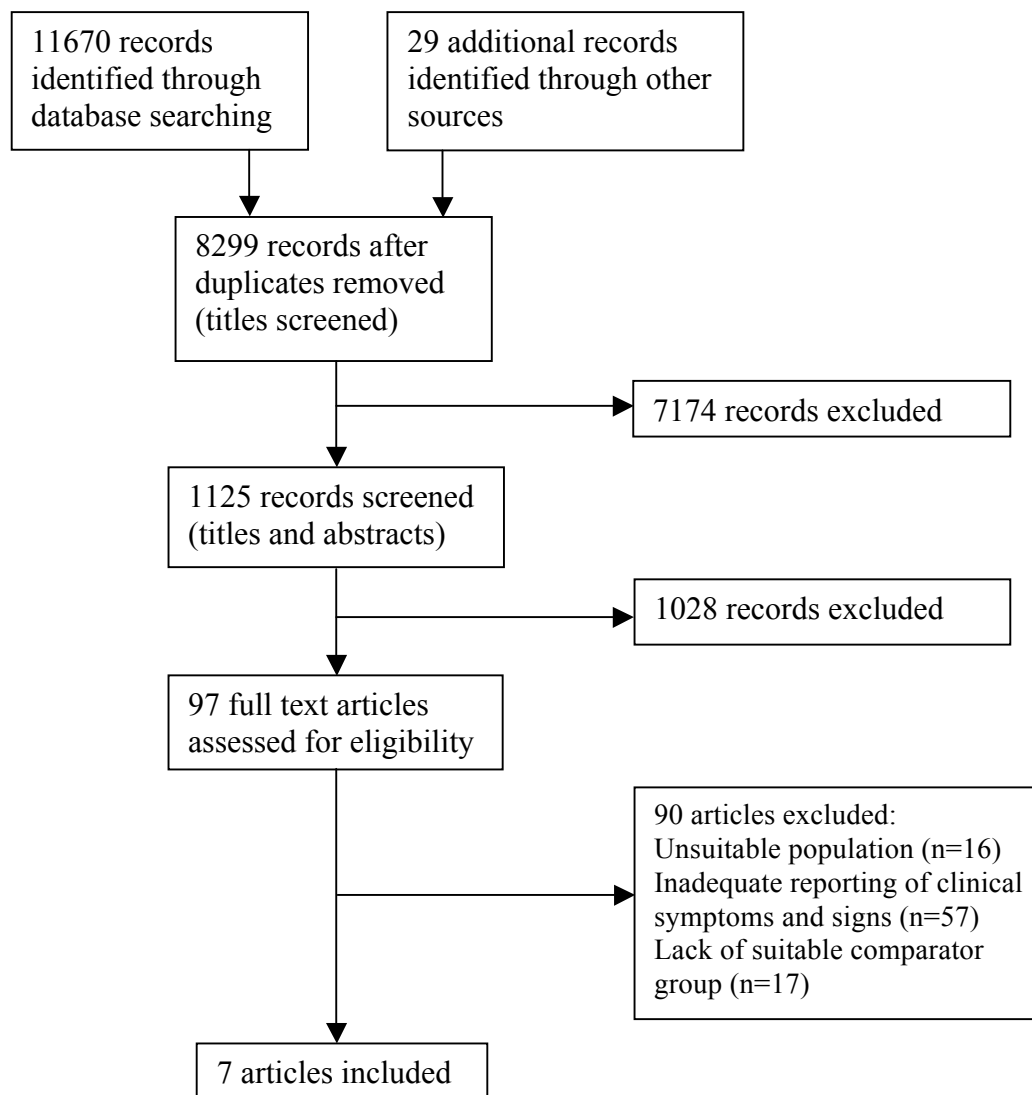 11670 records
identified through
database searching
29 additional records
identified through other
sources
8299 records after
duplicates removed
(titles screened)
7174 records excluded
1125 records screened
(titles and abstracts)
1028 records excluded
97 full text articles
assessed for eligibility
90 articles excluded:
Unsuitable population (n=16)
Inadequate reporting of clinical
symptoms and signs (n=57)
Lack of suitable comparator
group (n=17)
7 articles included